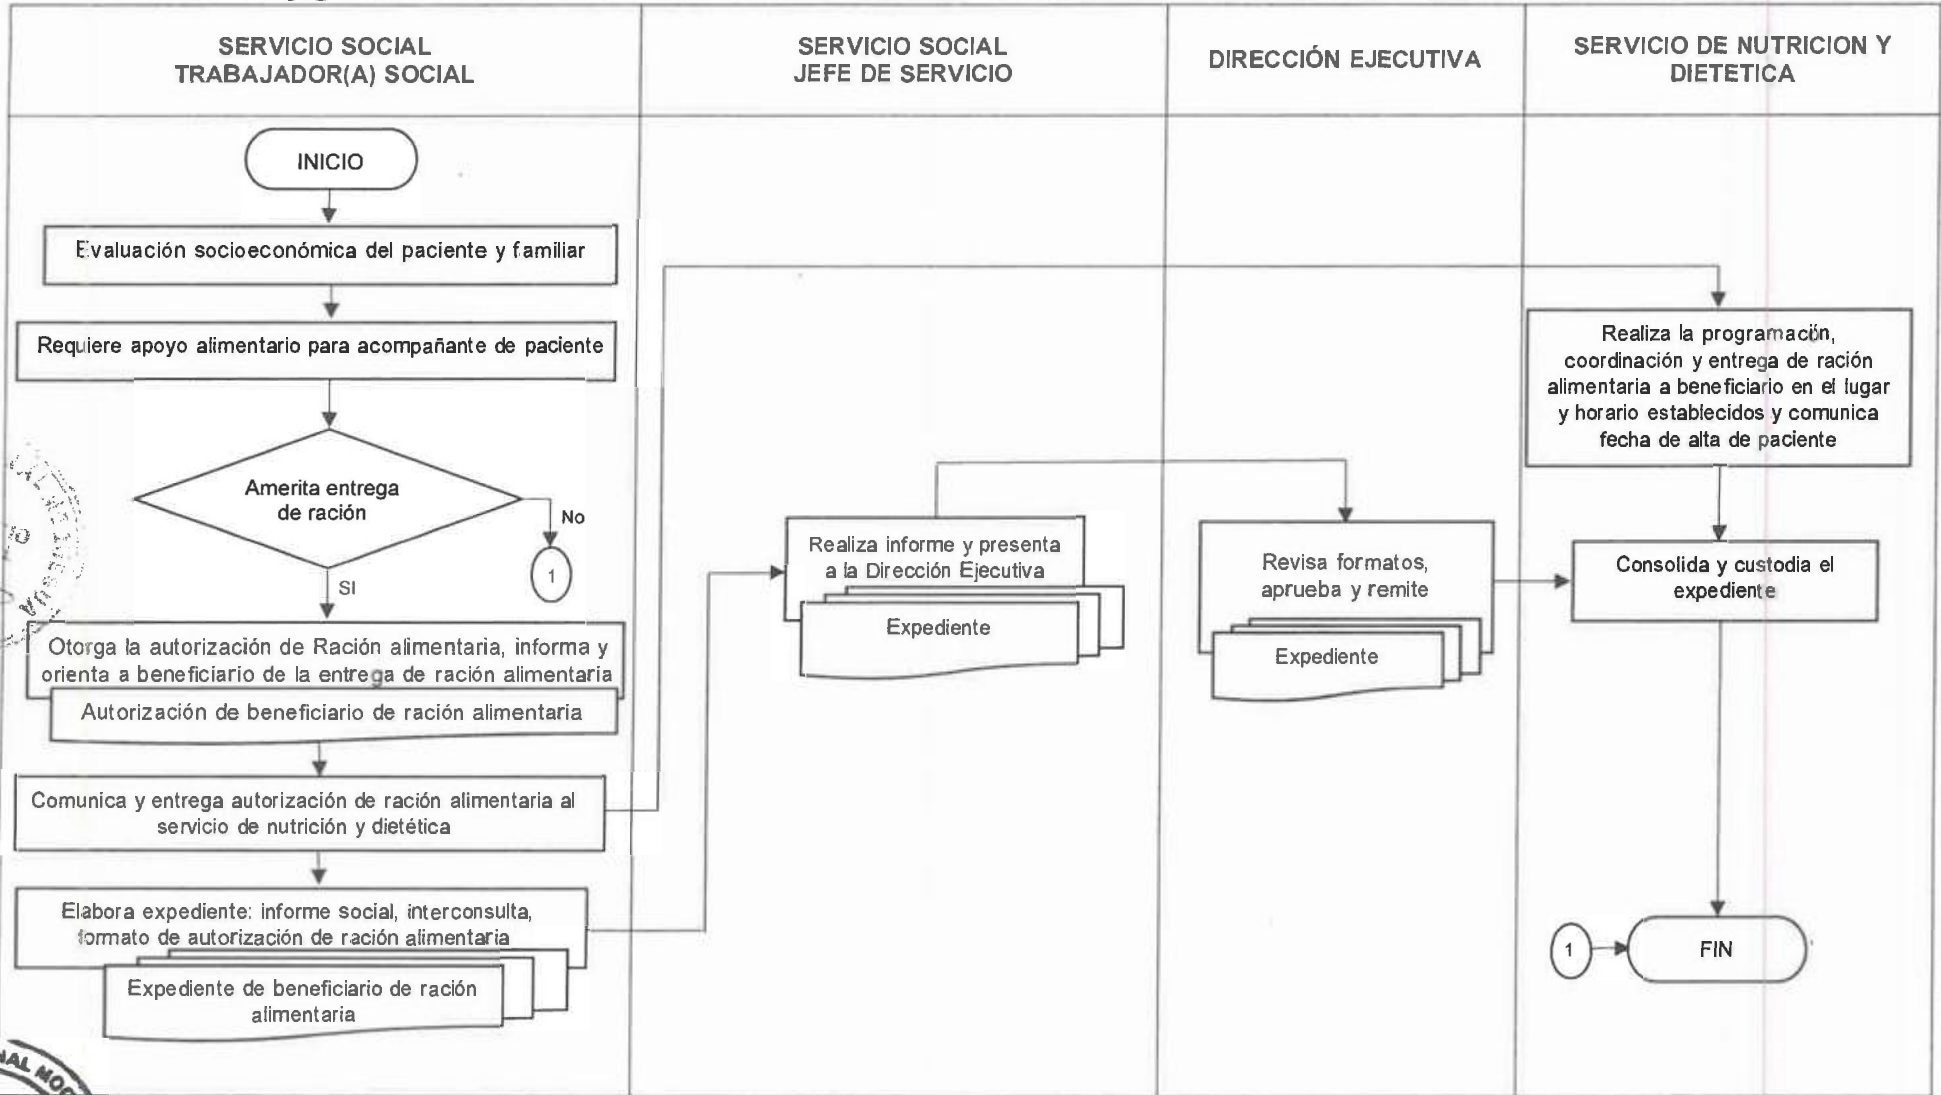 SERVICIO SOCIAL
TRABAJADOR(A) SOCIAL
SERVICIO SOCIAL
JEFE DE SERVICIO
DIRECCIÓN EJECUTIVA
SERVICIO DE NUTRICION Y
DIETETICA
INICIO
Evaluación socioeconómica del paciente y familiar
Requiere apoyo alimentario para acompañante de paciente
Amerita entrega
de ración
No
1
SI
Otorga la autorización de Ración alimentaria, informa y
orienta a beneficiario de la entrega de ración alimentaria
Autorización de beneficiario de ración alimentaria
Comunica y entrega autorización de ración alimentaria al
servicio de nutrición y dietética
Elabora expediente: informe social, interconsulta,
formato de autorización de ración alimentaria
Expediente de beneficiario de ración
alimentaria
Realiza informe y presenta
a la Dirección Ejecutiva
Expediente
Revisa formatos,
aprueba y remite
Expediente
Realiza la programación,
coordinación y entrega de ración
alimentaria a beneficiario en el lugar
y horario establecidos y comunica
fecha de alta de paciente
Consolida y custodia el
expediente
1
FIN